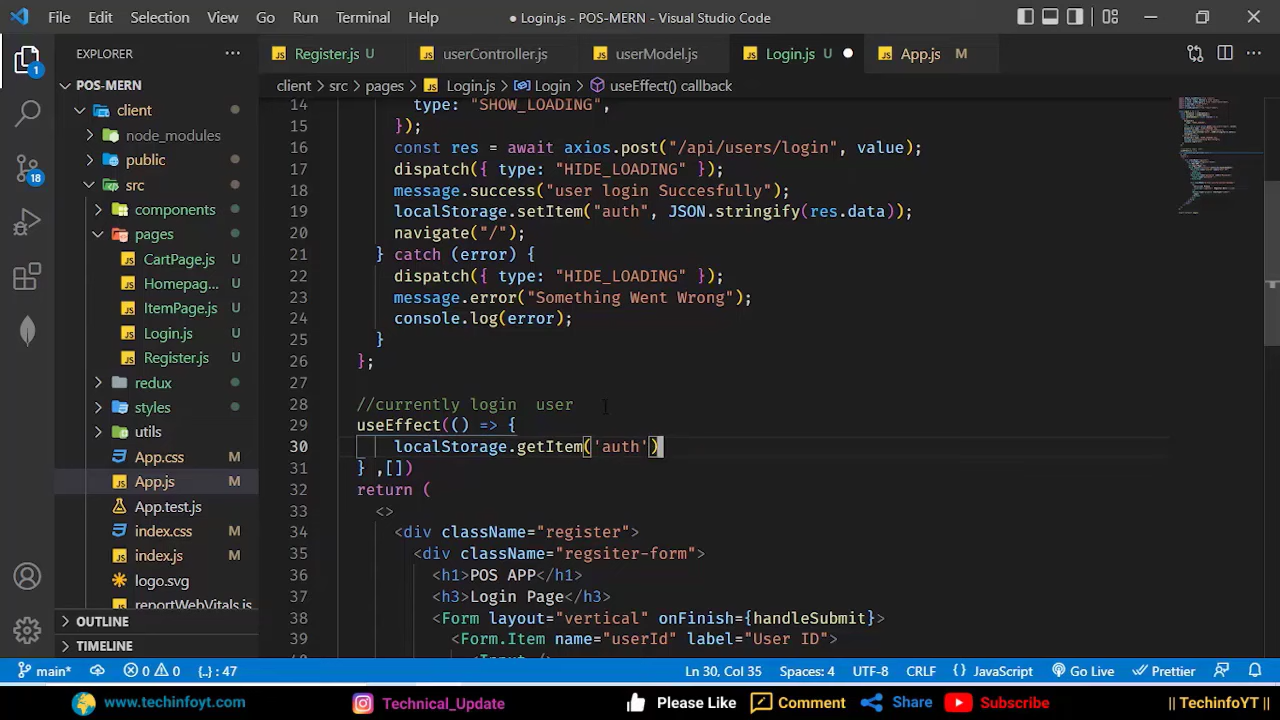 File Edit Selection View Go Run Terminal Help ● Login.js - POS-MERN - Visual Studio Code
EXPLORER
Register.js U userController.js userModel.js Login.js U App.js M
POS-MERN
client > src > pages > Login.js > Login > useEffect() callback
client
node_modules
public
src
components
pages
CartPage.js U
Homepag... U
ItemPage.js U
Login.js U
Register.js U
redux
styles
utils
App.css M
App.js M
App.test.js
index.css M
index.js M
logo.svg
reportWebVitals.js
OUTLINE
TIMELINE
1
18
14 type: "SHOW_LOADING",
15 });
16 const res = await axios.post("/api/users/login", value);
17 dispatch({ type: "HIDE_LOADING" });
18 message.success("user login Succesfully");
19 localStorage.setItem("auth", JSON.stringify(res.data));
20 navigate("/");
21 } catch (error) {
22 dispatch({ type: "HIDE_LOADING" });
23 message.error("Something Went Wrong");
24 console.log(error);
25 }
26 };
27
28 //currently login  user
29 useEffect(() => {
30 localStorage.getItem('auth')
31 } ,[])
32 return (
33 <>
34 <div className="register">
35 <div className="regsiter-form">
36 <h1>POS APP</h1>
37 <h3>Login Page</h3>
38 <Form layout="vertical" onFinish={handleSubmit}>
39 <Form.Item name="userId" label="User ID">
40 <Input />
main* 0 0 {..} : 47 Ln 30, Col 35 Spaces: 4 UTF-8 CRLF {} JavaScript Go Live Prettier
www.techinfoyt.com Technical_Update Please Like Comment Share Subscribe || TechinfoYT ||